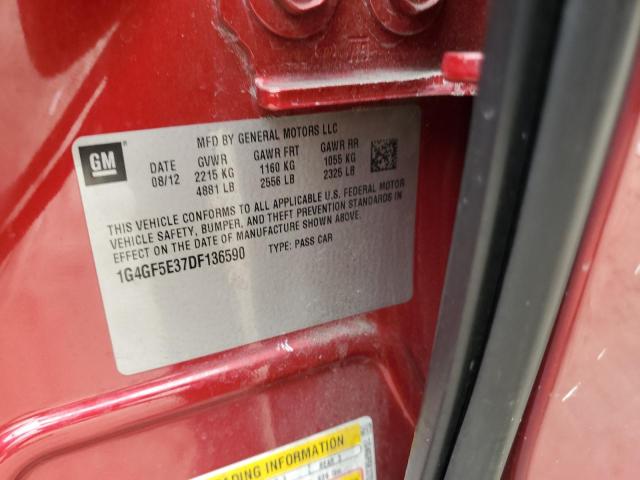 MFD BY GENERAL MOTORS LLC
GM
DATE GVWR GAWR FRT GAWR RR
08/12 2215 KG 1160 KG 1055 KG
4881 LB 2556 LB 2325 LB
THIS VEHICLE CONFORMS TO ALL APPLICABLE U.S. FEDERAL MOTOR
VEHICLE SAFETY, BUMPER, AND THEFT PREVENTION STANDARDS IN
EFFECT ON THE DATE OF MANUFACTURE SHOWN ABOVE.
1G4GF5E37DF136590 TYPE: PASS CAR
ADING INFORMATION
REAR